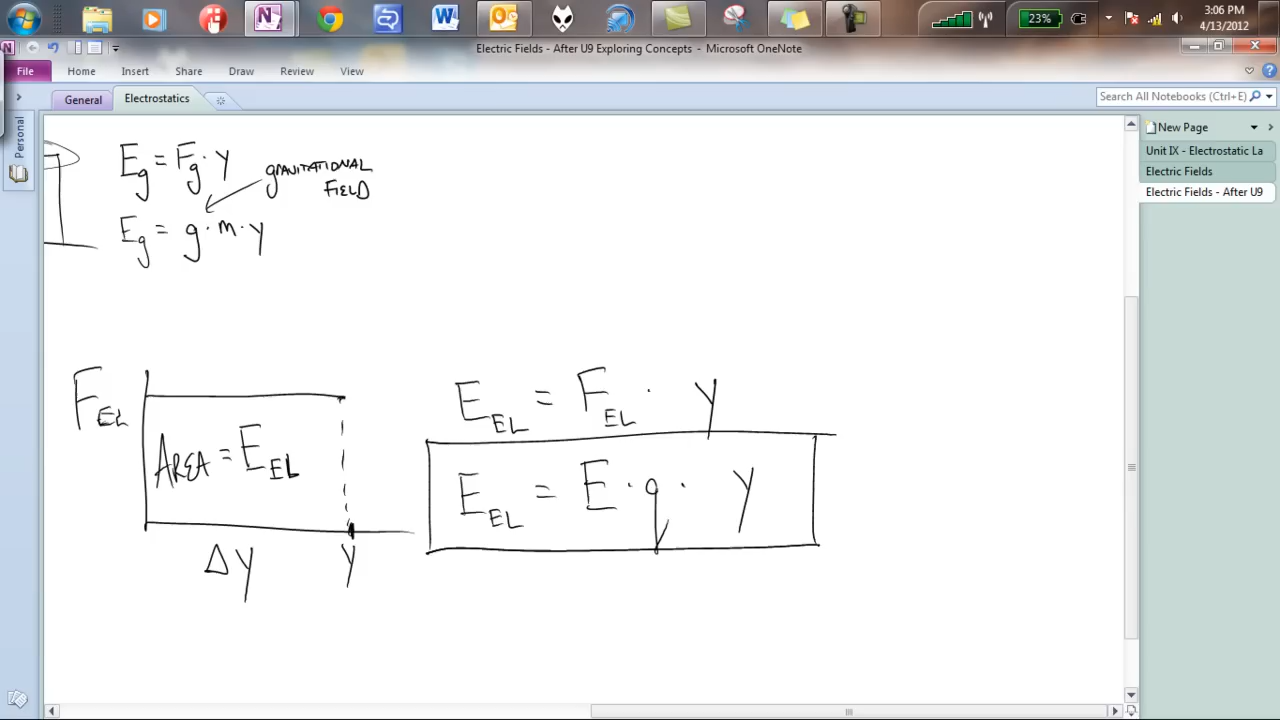 23%
3:06 PM
4/13/2012
Electric Fields - After U9 Exploring Concepts - Microsoft OneNote
File Home Insert Share Draw Review View
General Electrostatics
Search All Notebooks (Ctrl+E)
Personal
New Page
Unit IX - Electrostatic La
Electric Fields
Electric Fields - After U9
Eg = Fg · y
GRAVITATIONAL
FIELD
Eg = g · m · y
FEL
AREA = EEL
Δy y
EEL = FEL · y
EEL = E · q · y